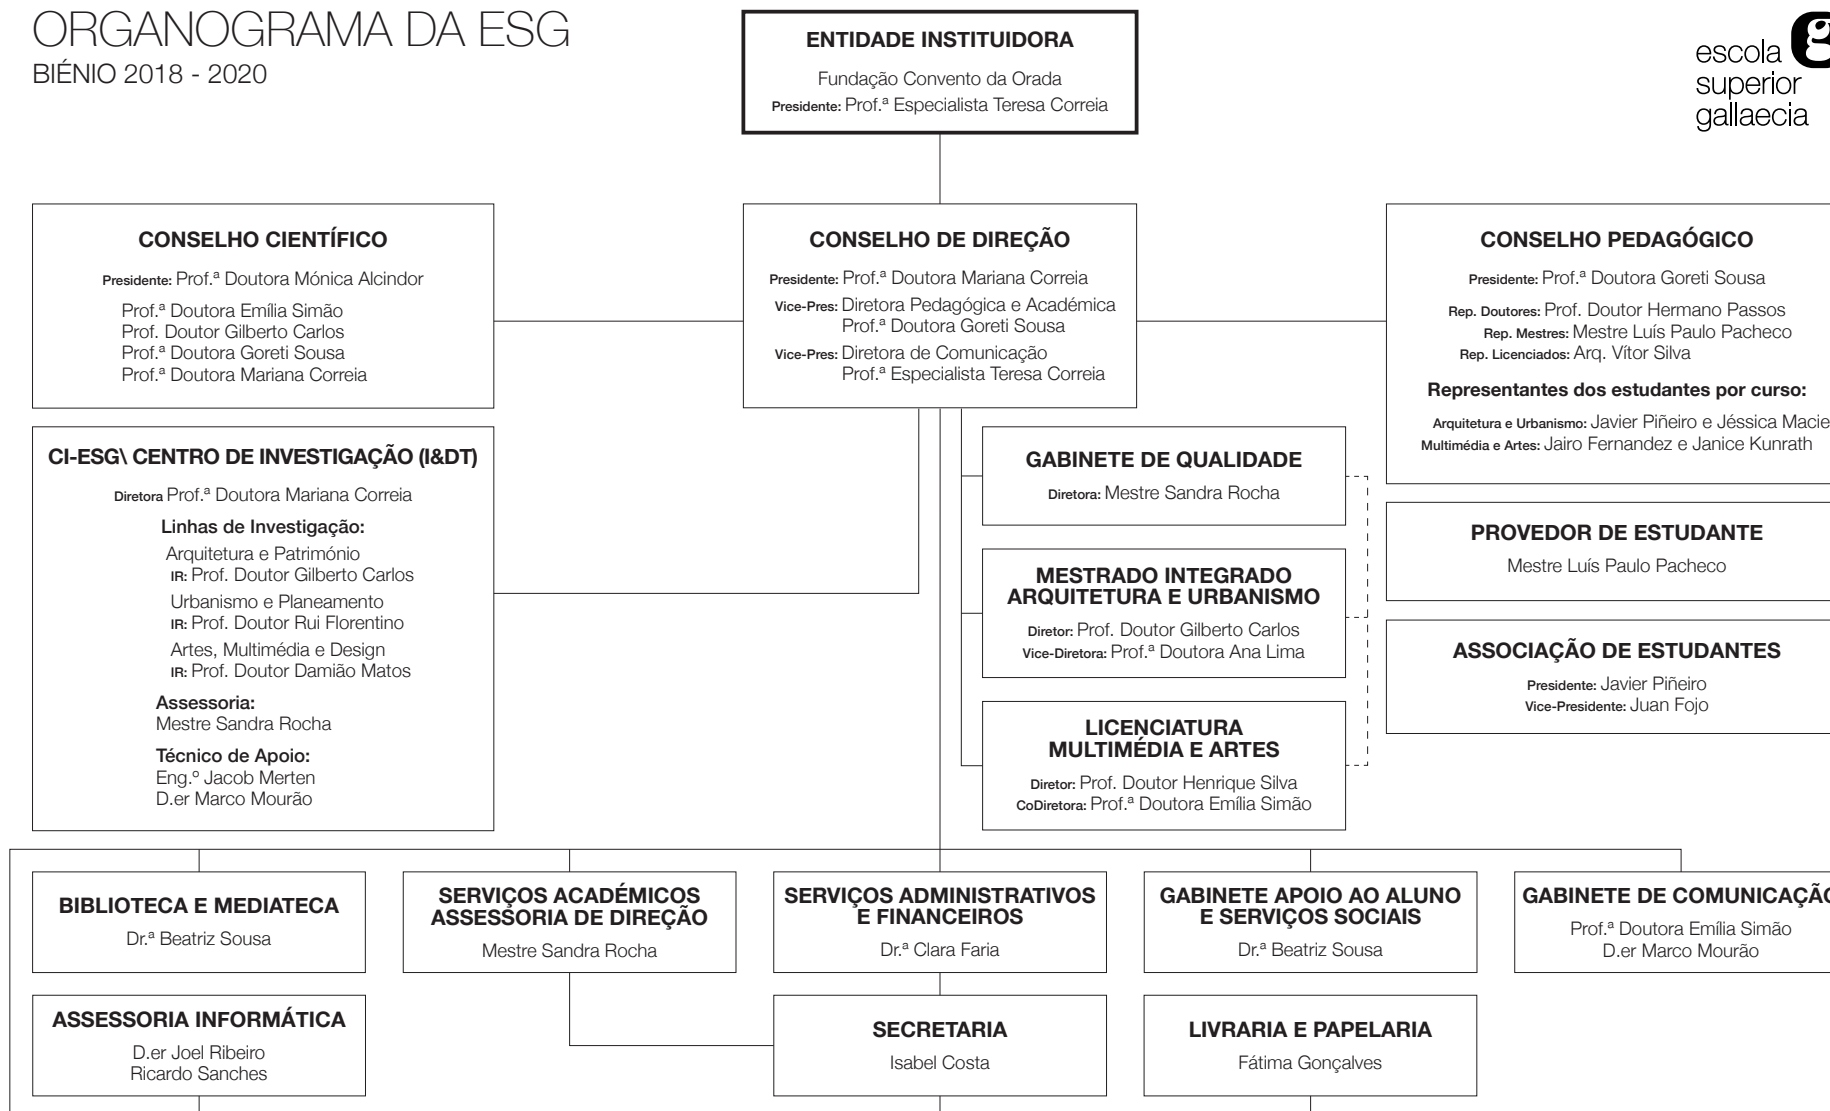 ORGANOGRAMA DA ESG
BIÉNIO 2018 - 2020
ENTIDADE INSTITUIDORA
Fundação Convento da Orada
Presidente: Prof.ª Especialista Teresa Correia
escola
superior
gallaecia
g
CONSELHO CIENTÍFICO
Presidente: Prof.ª Doutora Mónica Alcindor
Prof.ª Doutora Emília Simão
Prof. Doutor Gilberto Carlos
Prof.ª Doutora Goreti Sousa
Prof.ª Doutora Mariana Correia
CONSELHO DE DIREÇÃO
Presidente: Prof.ª Doutora Mariana Correia
Vice-Pres: Diretora Pedagógica e Académica
Prof.ª Doutora Goreti Sousa
Vice-Pres: Diretora de Comunicação
Prof.ª Especialista Teresa Correia
CONSELHO PEDAGÓGICO
Presidente: Prof.ª Doutora Goreti Sousa
Rep. Doutores: Prof. Doutor Hermano Passos
Rep. Mestres: Mestre Luís Paulo Pacheco
Rep. Licenciados: Arq. Vítor Silva
Representantes dos estudantes por curso:
Arquitetura e Urbanismo: Javier Piñeiro e Jéssica Macie
Multimédia e Artes: Jairo Fernandez e Janice Kunrath
CI-ESG\ CENTRO DE INVESTIGAÇÃO (I&DT)
Diretora Prof.ª Doutora Mariana Correia
Linhas de Investigação:
Arquitetura e Património
IR: Prof. Doutor Gilberto Carlos
Urbanismo e Planeamento
IR: Prof. Doutor Rui Florentino
Artes, Multimédia e Design
IR: Prof. Doutor Damião Matos
Assessoria:
Mestre Sandra Rocha
Técnico de Apoio:
Eng.º Jacob Merten
D.er Marco Mourão
GABINETE DE QUALIDADE
Diretora: Mestre Sandra Rocha
MESTRADO INTEGRADO
ARQUITETURA E URBANISMO
Diretor: Prof. Doutor Gilberto Carlos
Vice-Diretora: Prof.ª Doutora Ana Lima
LICENCIATURA
MULTIMÉDIA E ARTES
Diretor: Prof. Doutor Henrique Silva
CoDiretora: Prof.ª Doutora Emília Simão
PROVEDOR DE ESTUDANTE
Mestre Luís Paulo Pacheco
ASSOCIAÇÃO DE ESTUDANTES
Presidente: Javier Piñeiro
Vice-Presidente: Juan Fojo
BIBLIOTECA E MEDIATECA
Dr.ª Beatriz Sousa
SERVIÇOS ACADÉMICOS
ASSESSORIA DE DIREÇÃO
Mestre Sandra Rocha
SERVIÇOS ADMINISTRATIVOS
E FINANCEIROS
Dr.ª Clara Faria
GABINETE APOIO AO ALUNO
E SERVIÇOS SOCIAIS
Dr.ª Beatriz Sousa
GABINETE DE COMUNICAÇÃO
Prof.ª Doutora Emília Simão
D.er Marco Mourão
ASSESSORIA INFORMÁTICA
D.er Joel Ribeiro
Ricardo Sanches
SECRETARIA
Isabel Costa
LIVRARIA E PAPELARIA
Fátima Gonçalves